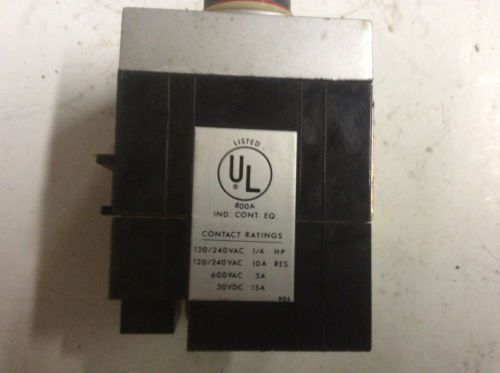 LISTED
UL
®
800A
IND. CONT. EQ.
CONTACT RATINGS
120/240VAC 1/4 HP
120/240VAC 10A RES
600VAC 5A
30VDC 15A